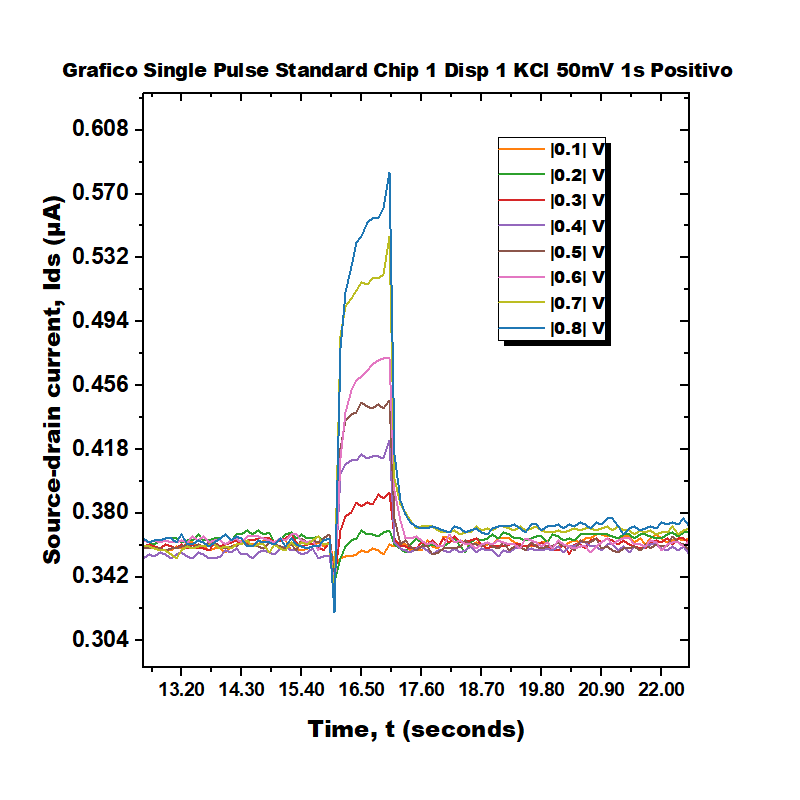 Grafico Single Pulse Standard Chip 1 Disp 1 KCl 50mV 1s Positivo
0.608
0.570
0.532
0.494
0.456
0.418
0.380
0.342
0.304
Source-drain current, Ids (µA)
|0.1| V
|0.2| V
|0.3| V
|0.4| V
|0.5| V
|0.6| V
|0.7| V
|0.8| V
13.20 14.30 15.40 16.50 17.60 18.70 19.80 20.90 22.00
Time, t (seconds)